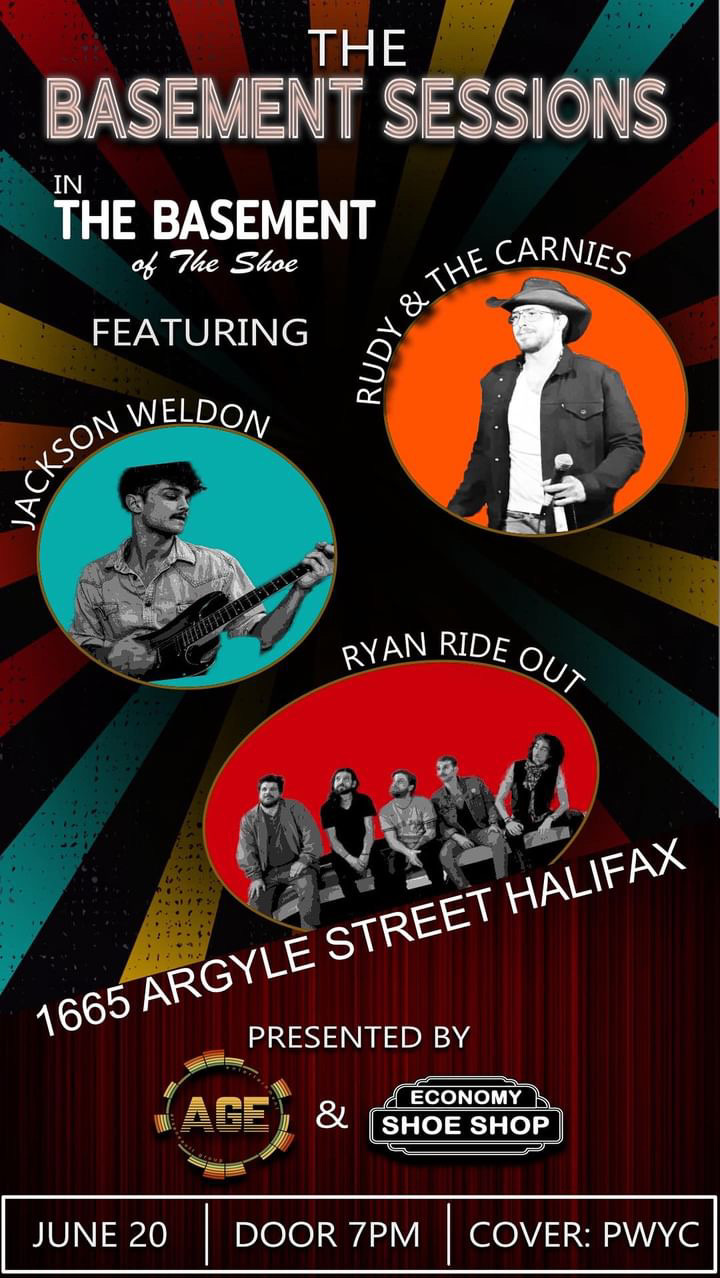 THE
BASEMENT SESSIONS
IN
THE BASEMENT
of The Shoe
FEATURING
RUDY & THE CARNIES
JACKSON WELDON
RYAN RIDE OUT
1665 ARGYLE STREET HALIFAX
PRESENTED BY
AGE
&
ECONOMY
SHOE SHOP
JUNE 20
DOOR 7PM
COVER: PWYC